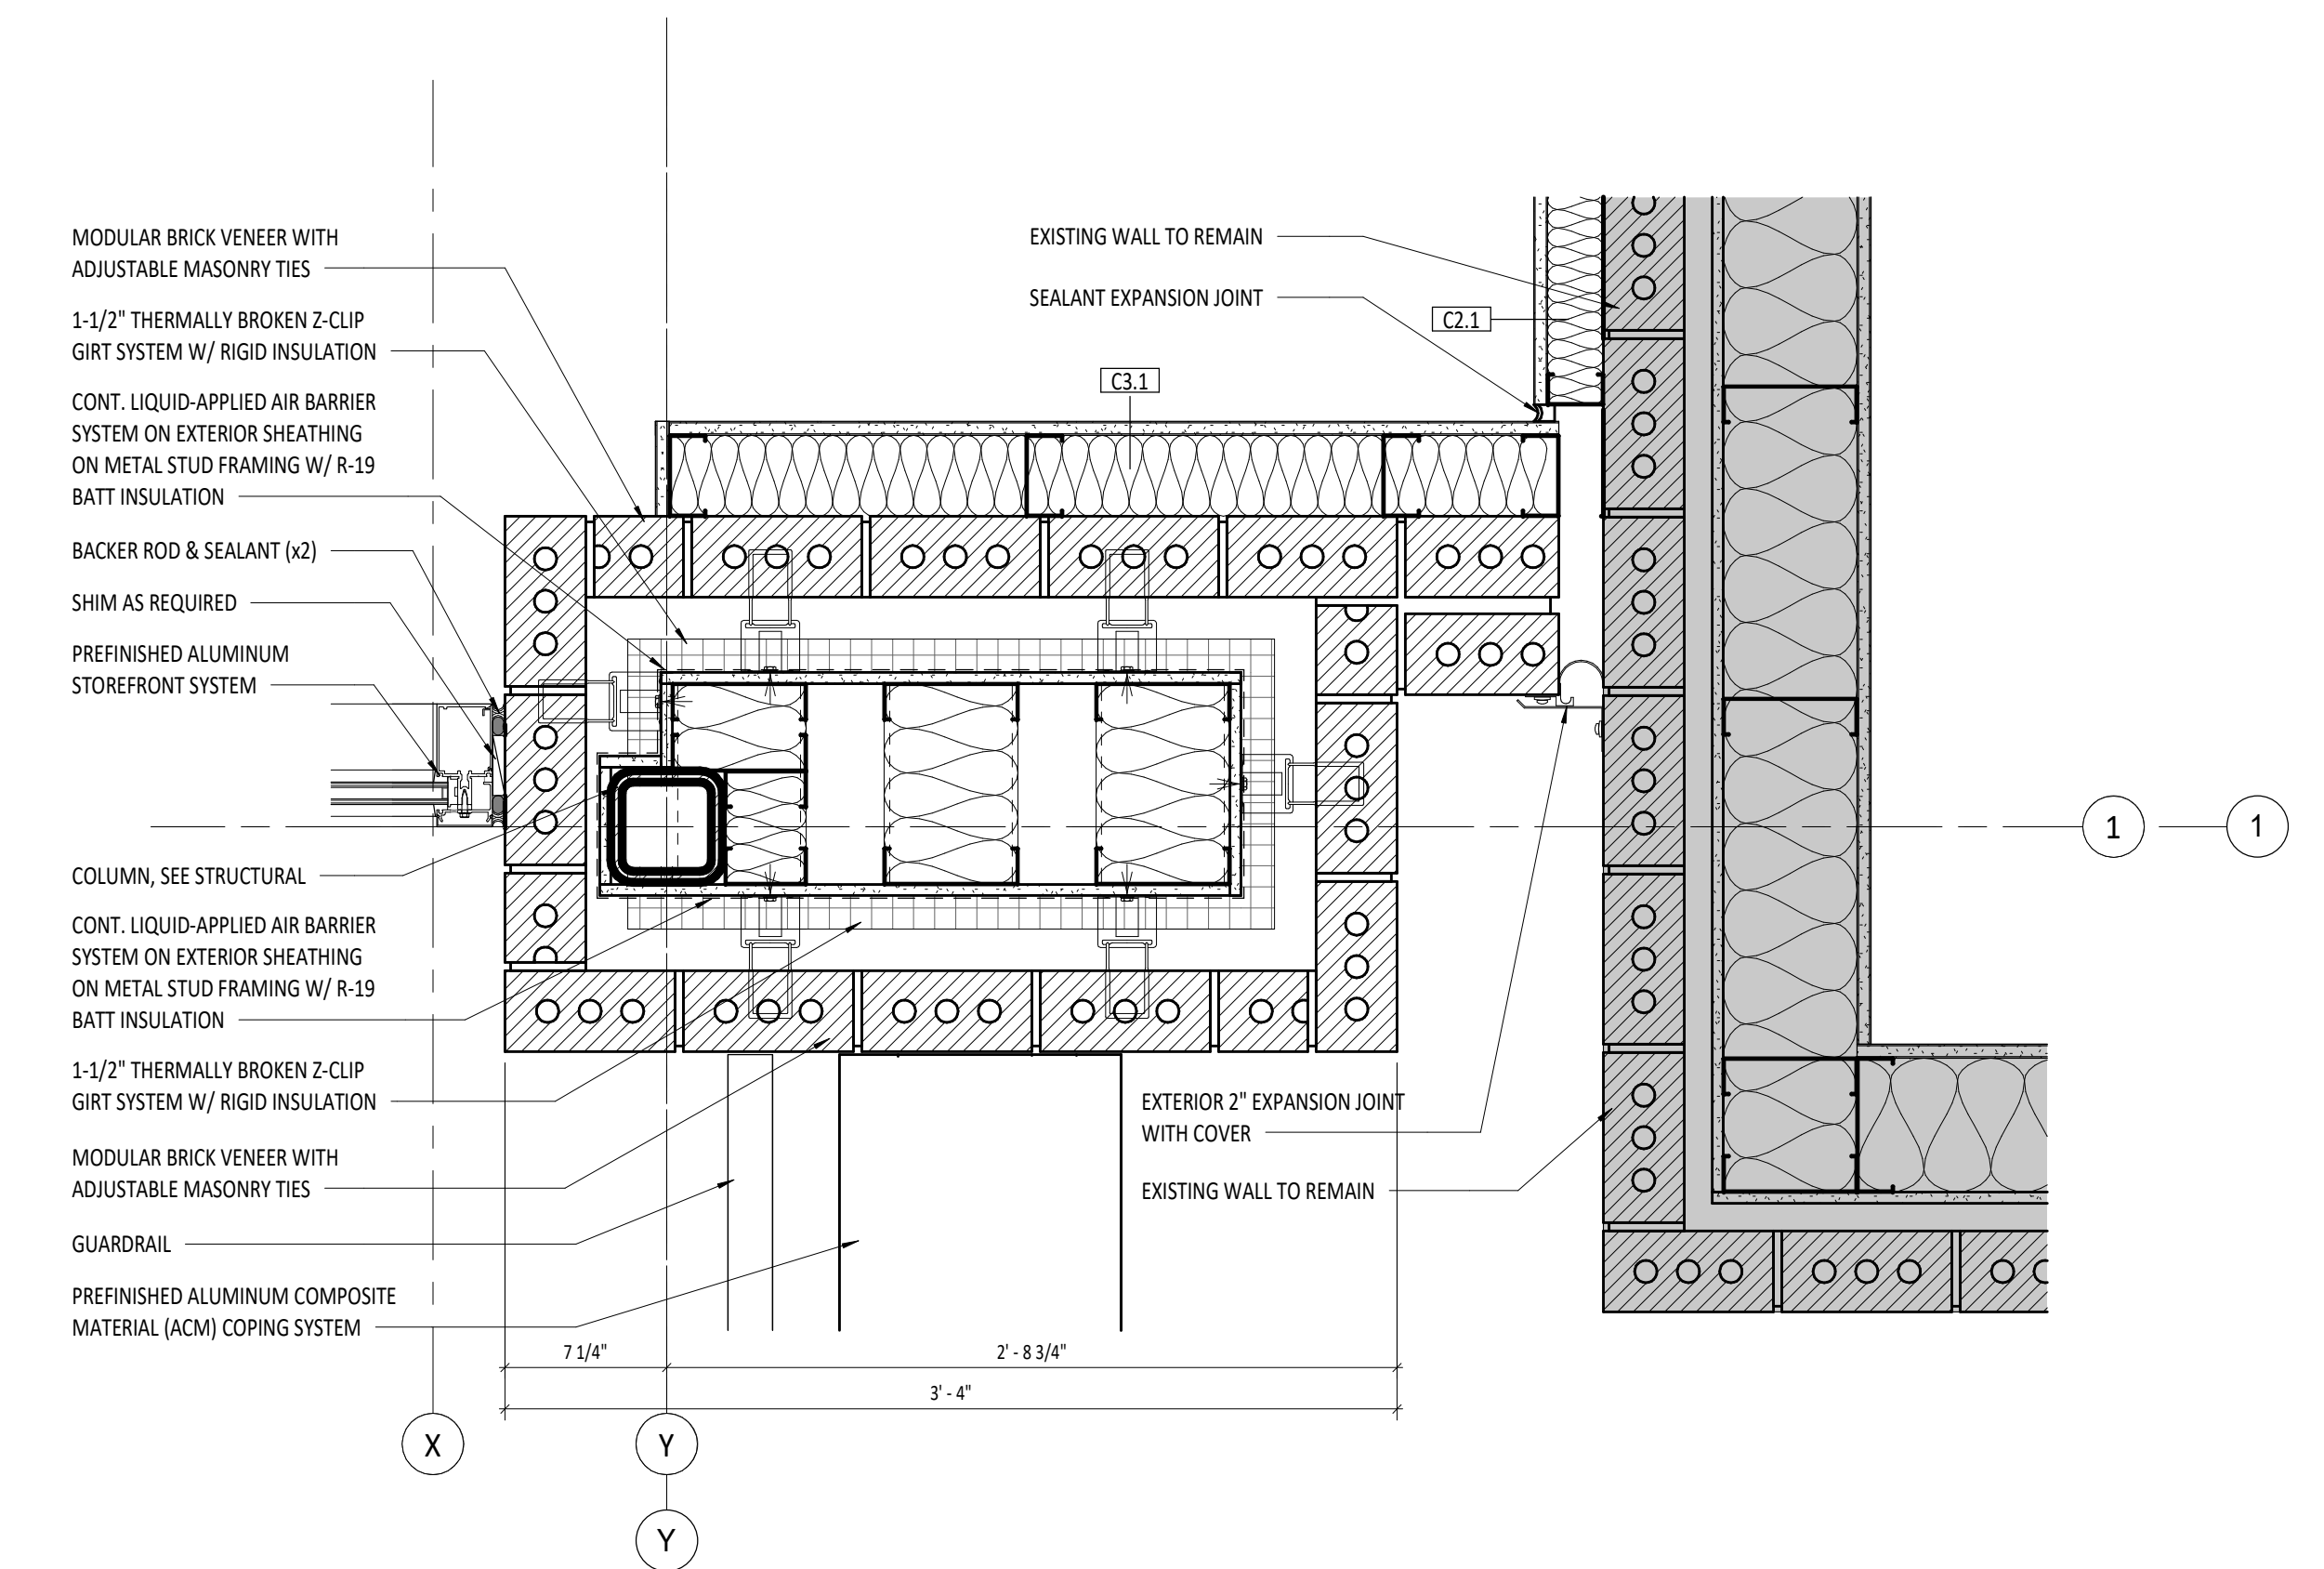 MODULAR BRICK VENEER WITH
ADJUSTABLE MASONRY TIES
1-1/2" THERMALLY BROKEN Z-CLIP
GIRT SYSTEM W/ RIGID INSULATION
CONT. LIQUID-APPLIED AIR BARRIER
SYSTEM ON EXTERIOR SHEATHING
ON METAL STUD FRAMING W/ R-19
BATT INSULATION
BACKER ROD & SEALANT (x2)
SHIM AS REQUIRED
PREFINISHED ALUMINUM
STOREFRONT SYSTEM
COLUMN, SEE STRUCTURAL
CONT. LIQUID-APPLIED AIR BARRIER
SYSTEM ON EXTERIOR SHEATHING
ON METAL STUD FRAMING W/ R-19
BATT INSULATION
1-1/2" THERMALLY BROKEN Z-CLIP
GIRT SYSTEM W/ RIGID INSULATION
MODULAR BRICK VENEER WITH
ADJUSTABLE MASONRY TIES
GUARDRAIL
PREFINISHED ALUMINUM COMPOSITE
MATERIAL (ACM) COPING SYSTEM
EXISTING WALL TO REMAIN
SEALANT EXPANSION JOINT
C2.1
C3.1
EXTERIOR 2" EXPANSION JOINT
WITH COVER
EXISTING WALL TO REMAIN
1
1
7 1/4"
2' - 8 3/4"
3' - 4"
X
Y
Y